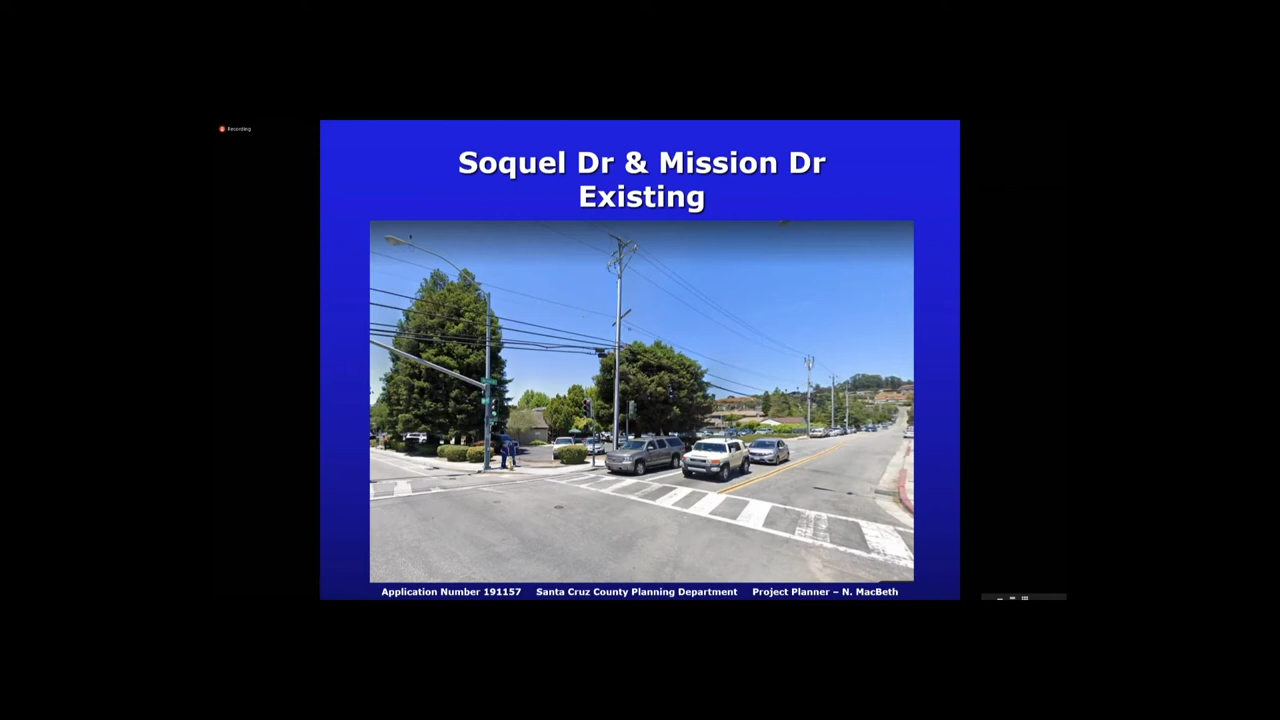 Recording
Soquel Dr & Mission Dr
Existing
Application Number 191157 Santa Cruz County Planning Department Project Planner – N. MacBeth